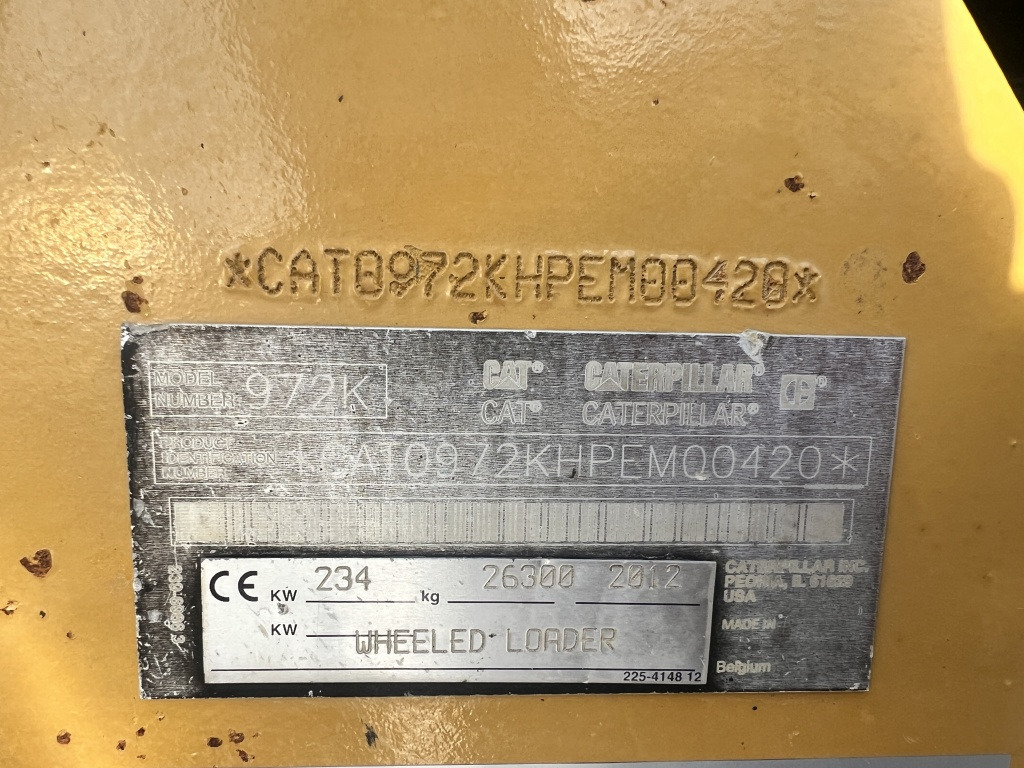 *CAT0972KHPEM00420*
MODEL NUMBER 972K
CAT® CATERPILLAR® ®
CAT® CATERPILLAR®
PRODUCT IDENTIFICATION NUMBER *CAT0972KHPEM00420*
CE KW 234 kg 26300 2012
KW
WHEELED LOADER
225-4148 12
CATERPILLAR INC.
PEORIA, IL 61629
USA
MADE IN
Belgium